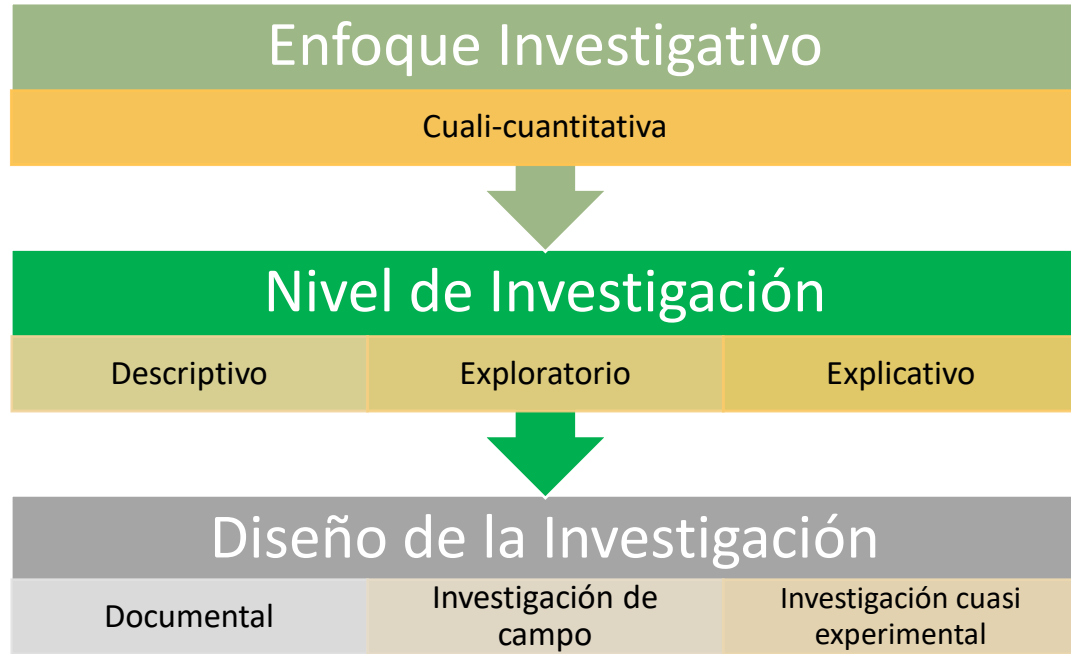 Enfoque Investigativo
Cuali-cuantitativa
Nivel de Investigación
Descriptivo
Exploratorio
Explicativo
Diseño de la Investigación
Documental
Investigación de
campo
Investigación cuasi
experimental